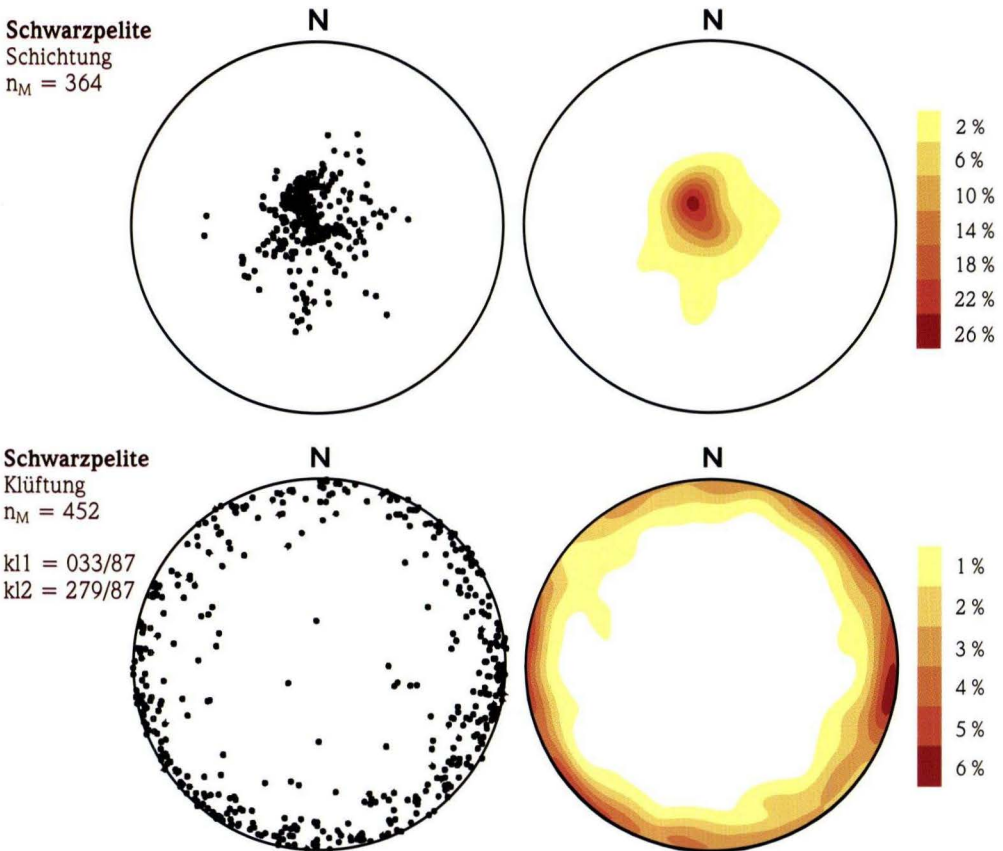 Schwarzpelite
Schichtung
n_M = 364
N
N
2 %
6 %
10 %
14 %
18 %
22 %
26 %
Schwarzpelite
Klüftung
n_M = 452
kl1 = 033/87
kl2 = 279/87
N
N
1 %
2 %
3 %
4 %
5 %
6 %